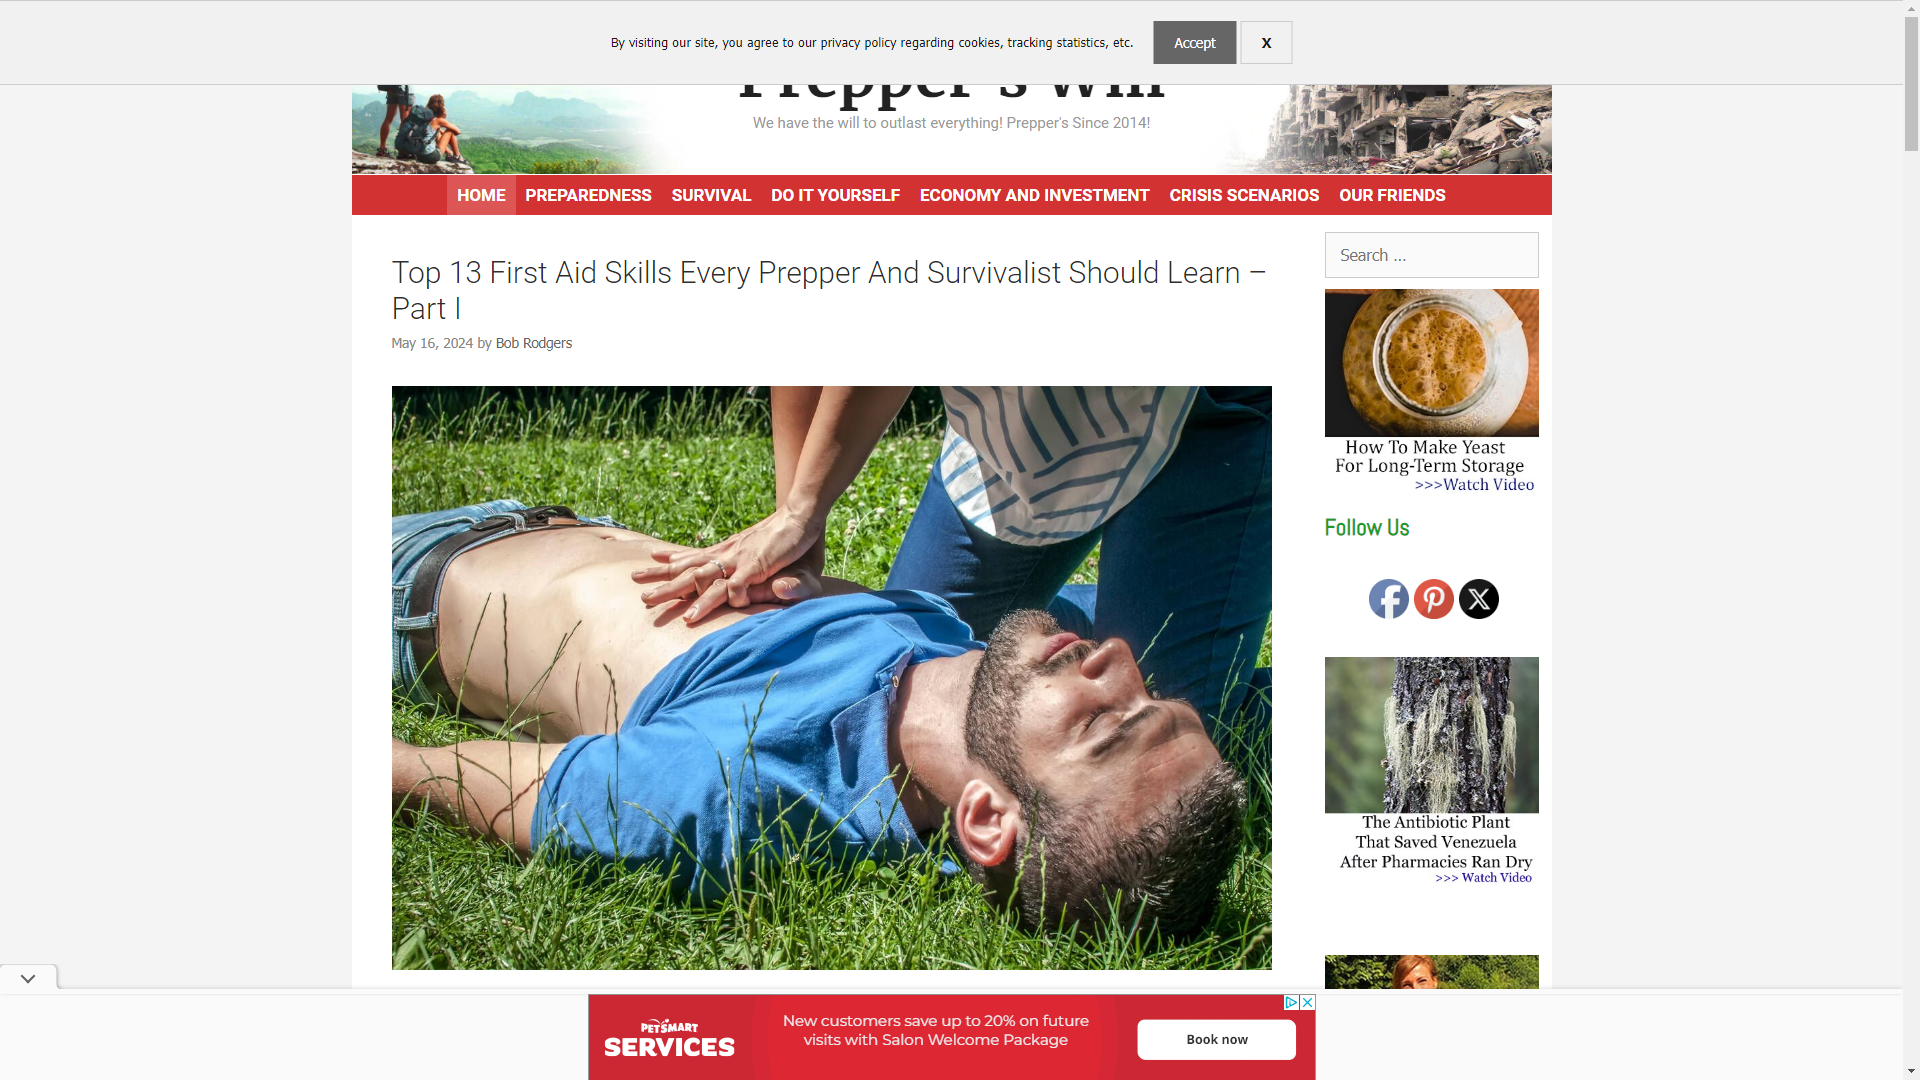 By visiting our site, you agree to our privacy policy regarding cookies, tracking statistics, etc.
Accept
X
Prepper's Will
We have the will to outlast everything! Prepper's Since 2014!
HOME
PREPAREDNESS
SURVIVAL
DO IT YOURSELF
ECONOMY AND INVESTMENT
CRISIS SCENARIOS
OUR FRIENDS
Top 13 First Aid Skills Every Prepper And Survivalist Should Learn –
Part I
May 16, 2024 by Bob Rodgers
Search ...
How To Make Yeast
For Long-Term Storage
>>>Watch Video
Follow Us
The Antibiotic Plant
That Saved Venezuela
After Pharmacies Ran Dry
>>> Watch Video
PETSMART
SERVICES
New customers save up to 20% on future
visits with Salon Welcome Package
Book now